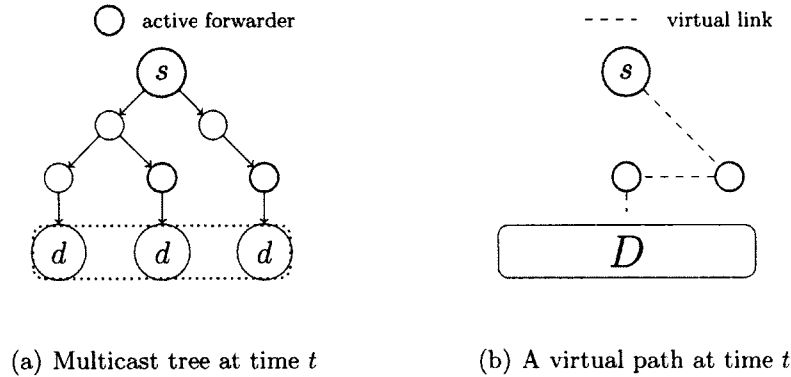 active forwarder
virtual link
s
s
d d d
D
(a) Multicast tree at time t
(b) A virtual path at time t